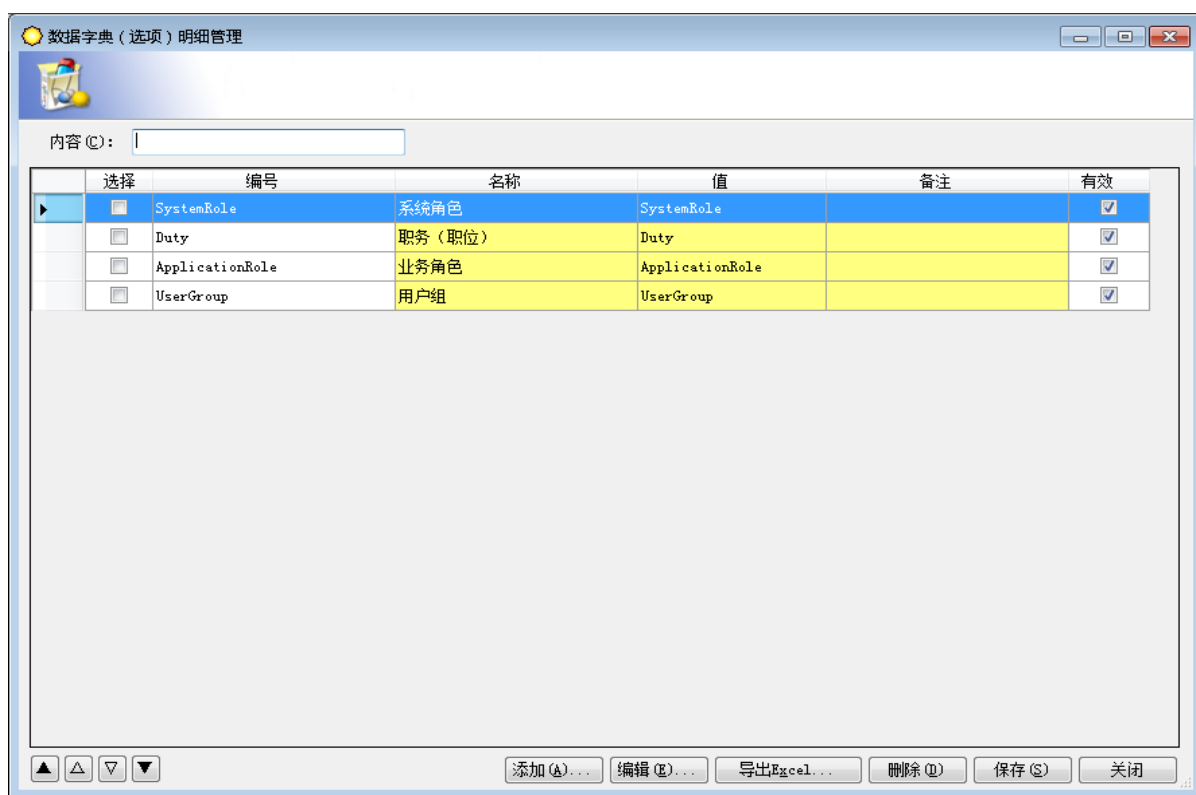 数据字典（选项）明细管理
内容(C)：
选择 编号 名称 值 备注 有效
SystemRole 系统角色 SystemRole
Duty 职务（职位） Duty
ApplicationRole 业务角色 ApplicationRole
UserGroup 用户组 UserGroup
添加(A)... 编辑(E)... 导出Excel... 删除(D) 保存(S) 关闭